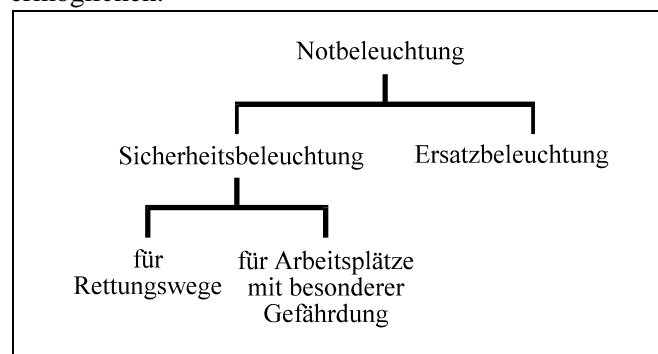 ermöglichen.
Notbeleuchtung
Sicherheitsbeleuchtung Ersatzbeleuchtung
für
Rettungswege
für Arbeitsplätze
mit besonderer
Gefährdung